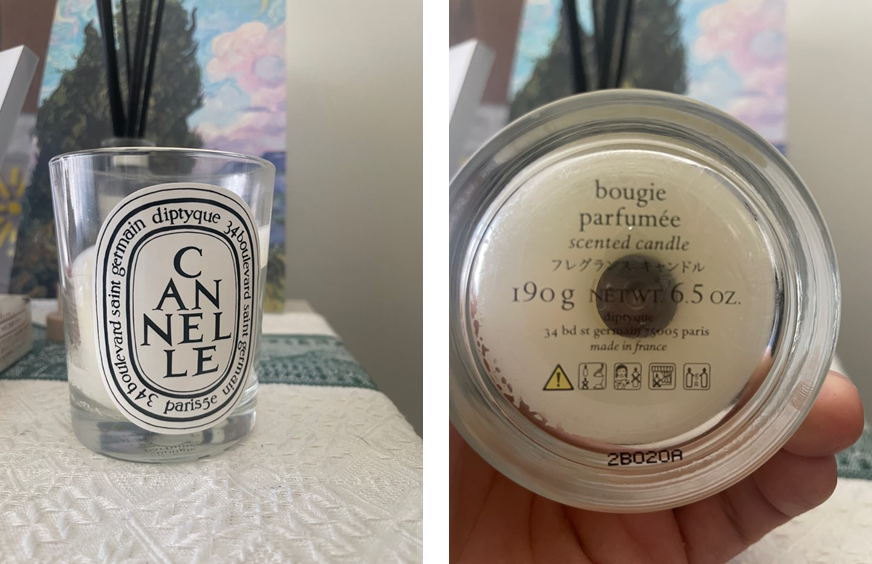 34 boulevard saint germain diptyque 34 boulevard saint germain paris5e
C
AN
NEL
LE
bougie
parfumée
scented candle
フレグランス キャンドル
190 g NET WT. 6.5 OZ.
diptyque
34 bd st germain 75005 paris
made in france
2B020A